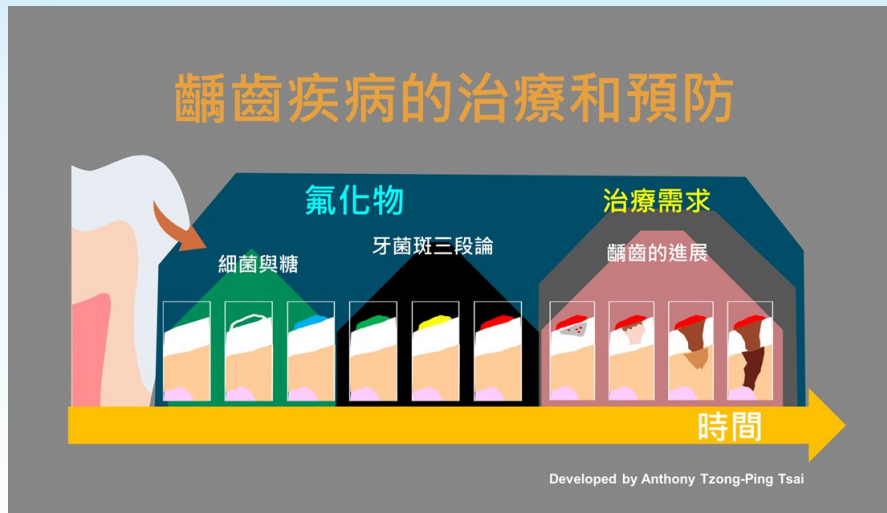 齲齒疾病的治療和預防
氟化物
治療需求
細菌與糖
牙菌斑三段論
齲齒的進展
時間
Developed by Anthony Tzong-Ping Tsai